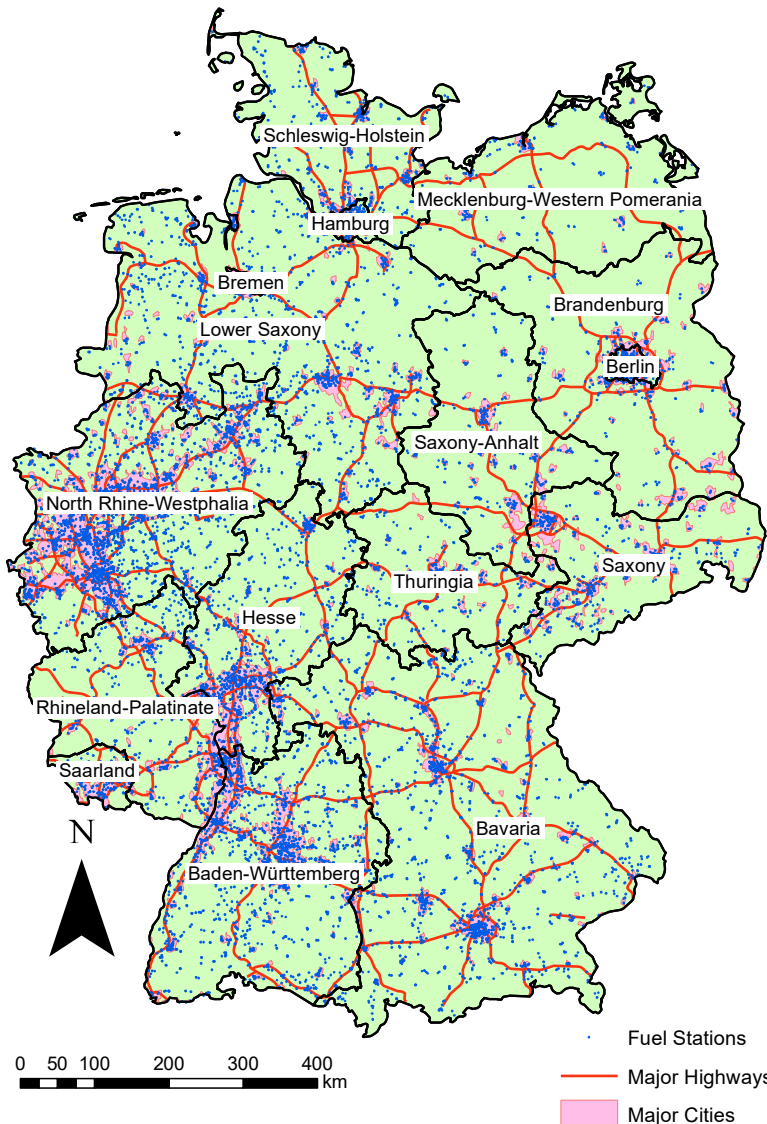 Schleswig-Holstein
Mecklenburg-Western Pomerania
Hamburg
Bremen
Brandenburg
Lower Saxony
Berlin
Saxony-Anhalt
North Rhine-Westphalia
Saxony
Thuringia
Hesse
Rhineland-Palatinate
Saarland
N
Bavaria
Baden-Württemberg
Fuel Stations
0 50 100 200 300 400
km
Major Highways
Major Cities